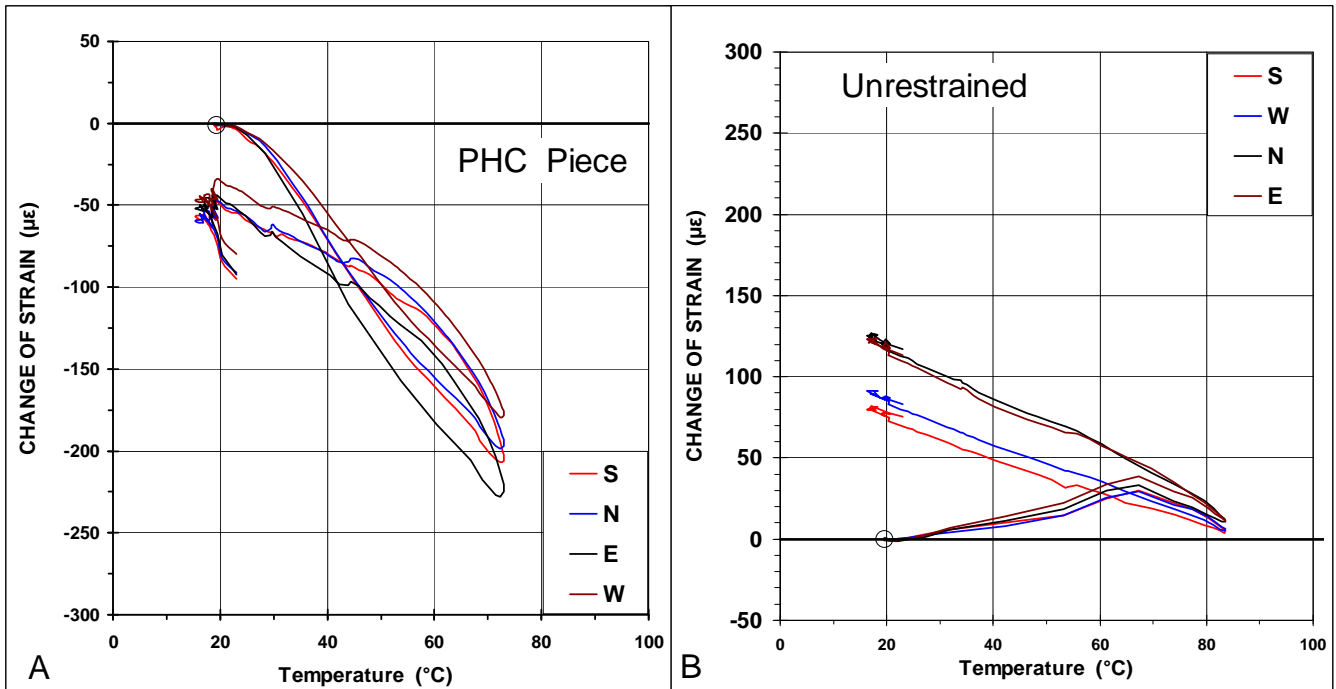 PHC Piece
CHANGE OF STRAIN (µε)
50
0
-50
-100
-150
-200
-250
-300
0 20 40 60 80 100
Temperature (°C)
S
N
E
W
A
Unrestrained
CHANGE OF STRAIN (µε)
300
250
200
150
100
50
0
-50
0 20 40 60 80 100
Temperature (°C)
S
W
N
E
B